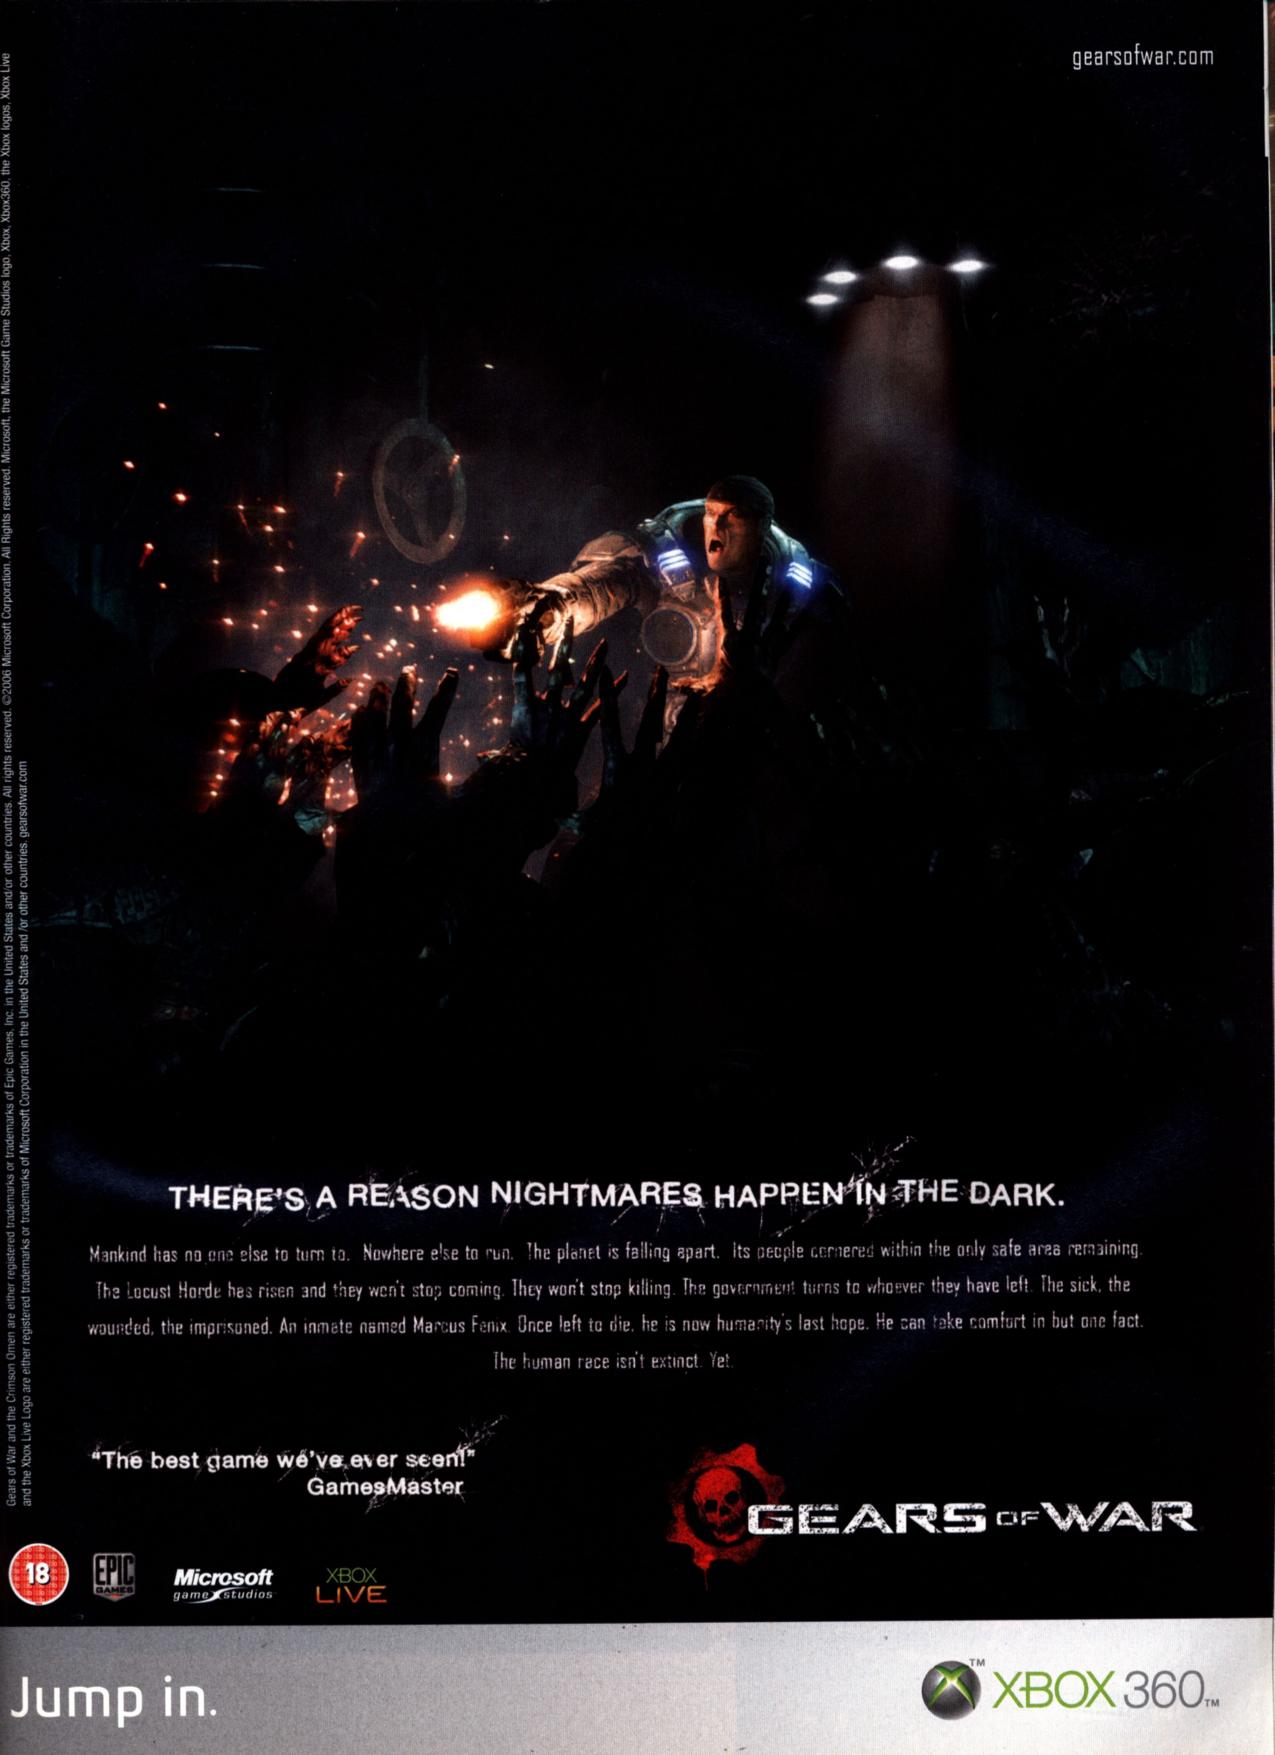 gearsofwar.com
Gears of War and the Crimson Omen are either registered trademarks or trademarks of Epic Games, Inc. in the United States and/or other countries. All rights reserved. ©2006 Microsoft Corporation. All Rights reserved. Microsoft, the Microsoft Game Studios logo, Xbox, Xbox360, the Xbox logos, Xbox Live
and the Xbox Live Logo are either registered trademarks or trademarks of Microsoft Corporation in the United States and /or other countries. gearsofwar.com
THERE'S A REASON NIGHTMARES HAPPEN IN THE DARK.
Mankind has no one else to turn to. Nowhere else to run. The planet is falling apart. Its people cornered within the only safe area remaining.
The Locust Horde has risen and they won't stop coming. They won't stop killing. The government turns to whoever they have left. The sick, the
wounded, the imprisoned. An inmate named Marcus Fenix. Once left to die, he is now humanity's last hope. He can take comfort in but one fact.
The human race isn't extinct. Yet.
"The best game we've ever seen!"
GamesMaster
GEARS OF WAR
18
EPIC
GAMES
Microsoft
game studios
XBOX
LIVE
Jump in.
XBOX 360